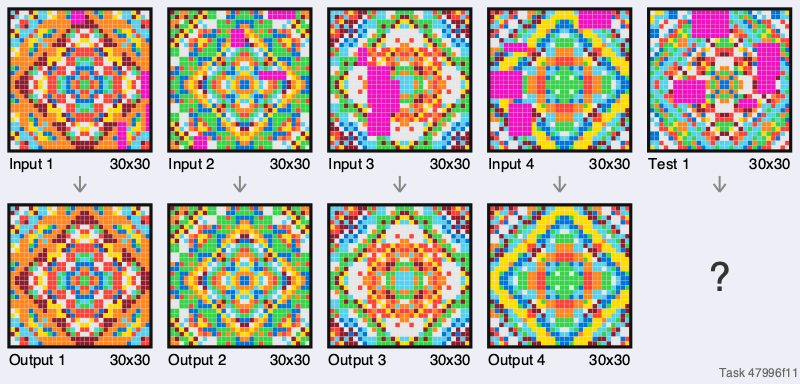 Input 1 30x30 Input 2 30x30 Input 3 30x30 Input 4 30x30 Test 1 30x30
?
Output 1 30x30 Output 2 30x30 Output 3 30x30 Output 4 30x30
Task 47996f11